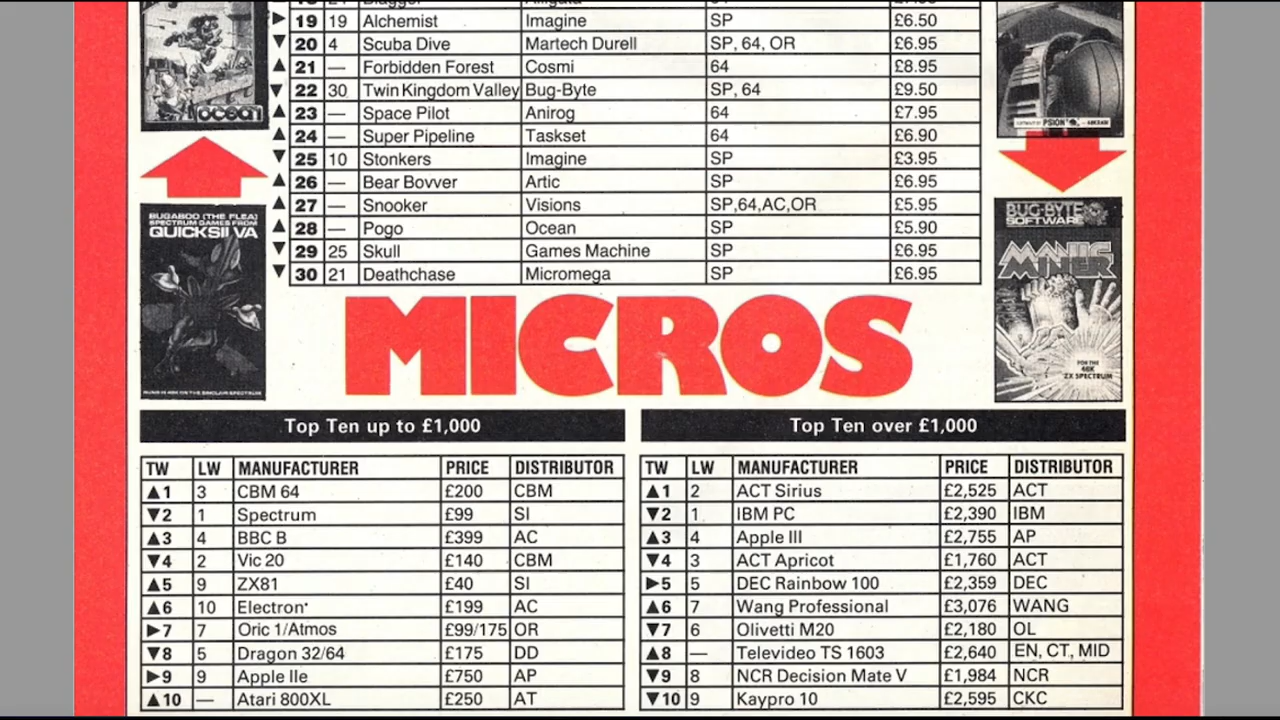 19 19 Alchemist Imagine SP £6.50
▼ 20 4 Scuba Dive Martech Durell SP, 64, OR £6.95
▲ 21 — Forbidden Forest Cosmi 64 £8.95
▼ 22 30 Twin Kingdom Valley Bug-Byte SP, 64 £9.50
▲ 23 — Space Pilot Anirog 64 £7.95
▲ 24 — Super Pipeline Taskset 64 £6.90
▼ 25 10 Stonkers Imagine SP £3.95
▲ 26 — Bear Bovver Artic SP £6.95
▲ 27 — Snooker Visions SP,64,AC,OR £5.95
▲ 28 — Pogo Ocean SP £5.90
▼ 29 25 Skull Games Machine SP £6.95
▼ 30 21 Deathchase Micromega SP £6.95
ocean
PSION
BUGABOO (THE FLEA)
SPECTRUM GAMES FROM
QUICKSILVA
BUG-BYTE
SOFTWARE
MANIC
MINER
FOR THE
48K
ZX SPECTRUM
MICROS
Top Ten up to £1,000
TW LW MANUFACTURER PRICE DISTRIBUTOR
▲1 3 CBM 64 £200 CBM
▼2 1 Spectrum £99 SI
▲3 4 BBC B £399 AC
▼4 2 Vic 20 £140 CBM
▲5 9 ZX81 £40 SI
▲6 10 Electron* £199 AC
▶7 7 Oric 1/Atmos £99/175 OR
▼8 5 Dragon 32/64 £175 DD
▶9 9 Apple IIe £750 AP
▲10 — Atari 800XL £250 AT
Top Ten over £1,000
TW LW MANUFACTURER PRICE DISTRIBUTOR
▲1 2 ACT Sirius £2,525 ACT
▼2 1 IBM PC £2,390 IBM
▲3 4 Apple III £2,755 AP
▼4 3 ACT Apricot £1,760 ACT
▶5 5 DEC Rainbow 100 £2,359 DEC
▲6 7 Wang Professional £3,076 WANG
▼7 6 Olivetti M20 £2,180 OL
▲8 — Televideo TS 1603 £2,640 EN, CT, MID
▼9 8 NCR Decision Mate V £1,984 NCR
▼10 9 Kaypro 10 £2,595 CKC